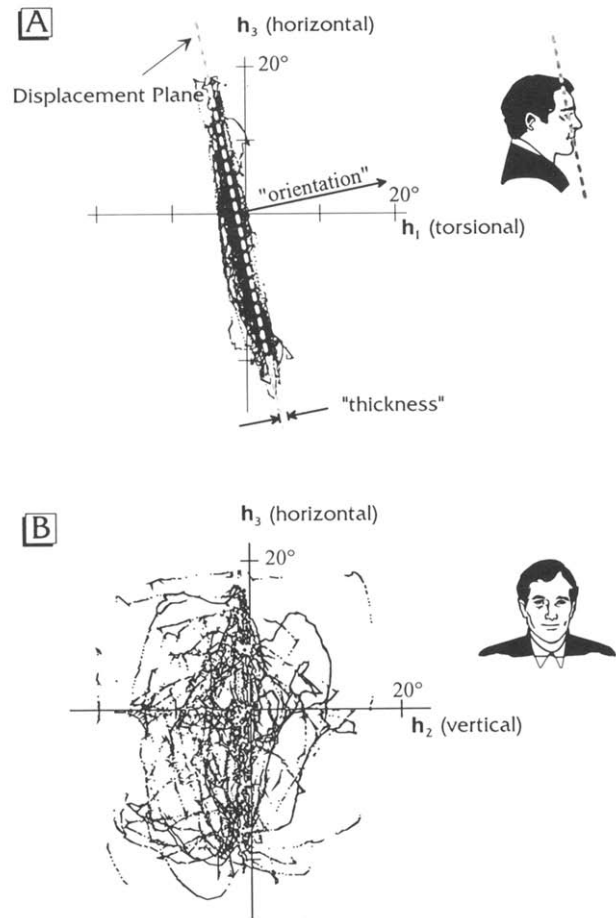 A
h₃ (horizontal)
20°
Displacement Plane
"orientation"
20°
h₁ (torsional)
"thickness"
B
h₃ (horizontal)
20°
20°
h₂ (vertical)